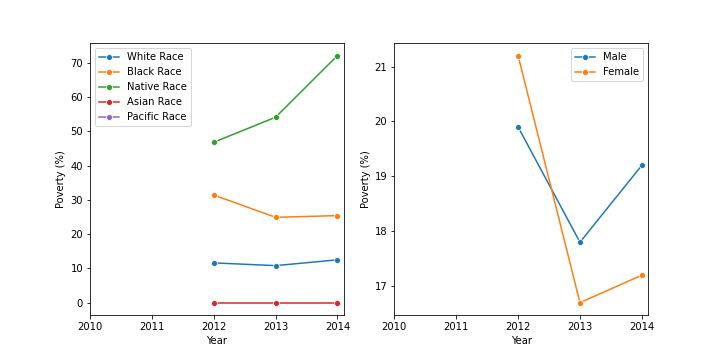 70
60
50
40
30
20
10
0
Poverty (%)
2010 2011 2012 2013 2014
Year
White Race
Black Race
Native Race
Asian Race
Pacific Race
21
20
19
18
17
Poverty (%)
2010 2011 2012 2013 2014
Year
Male
Female